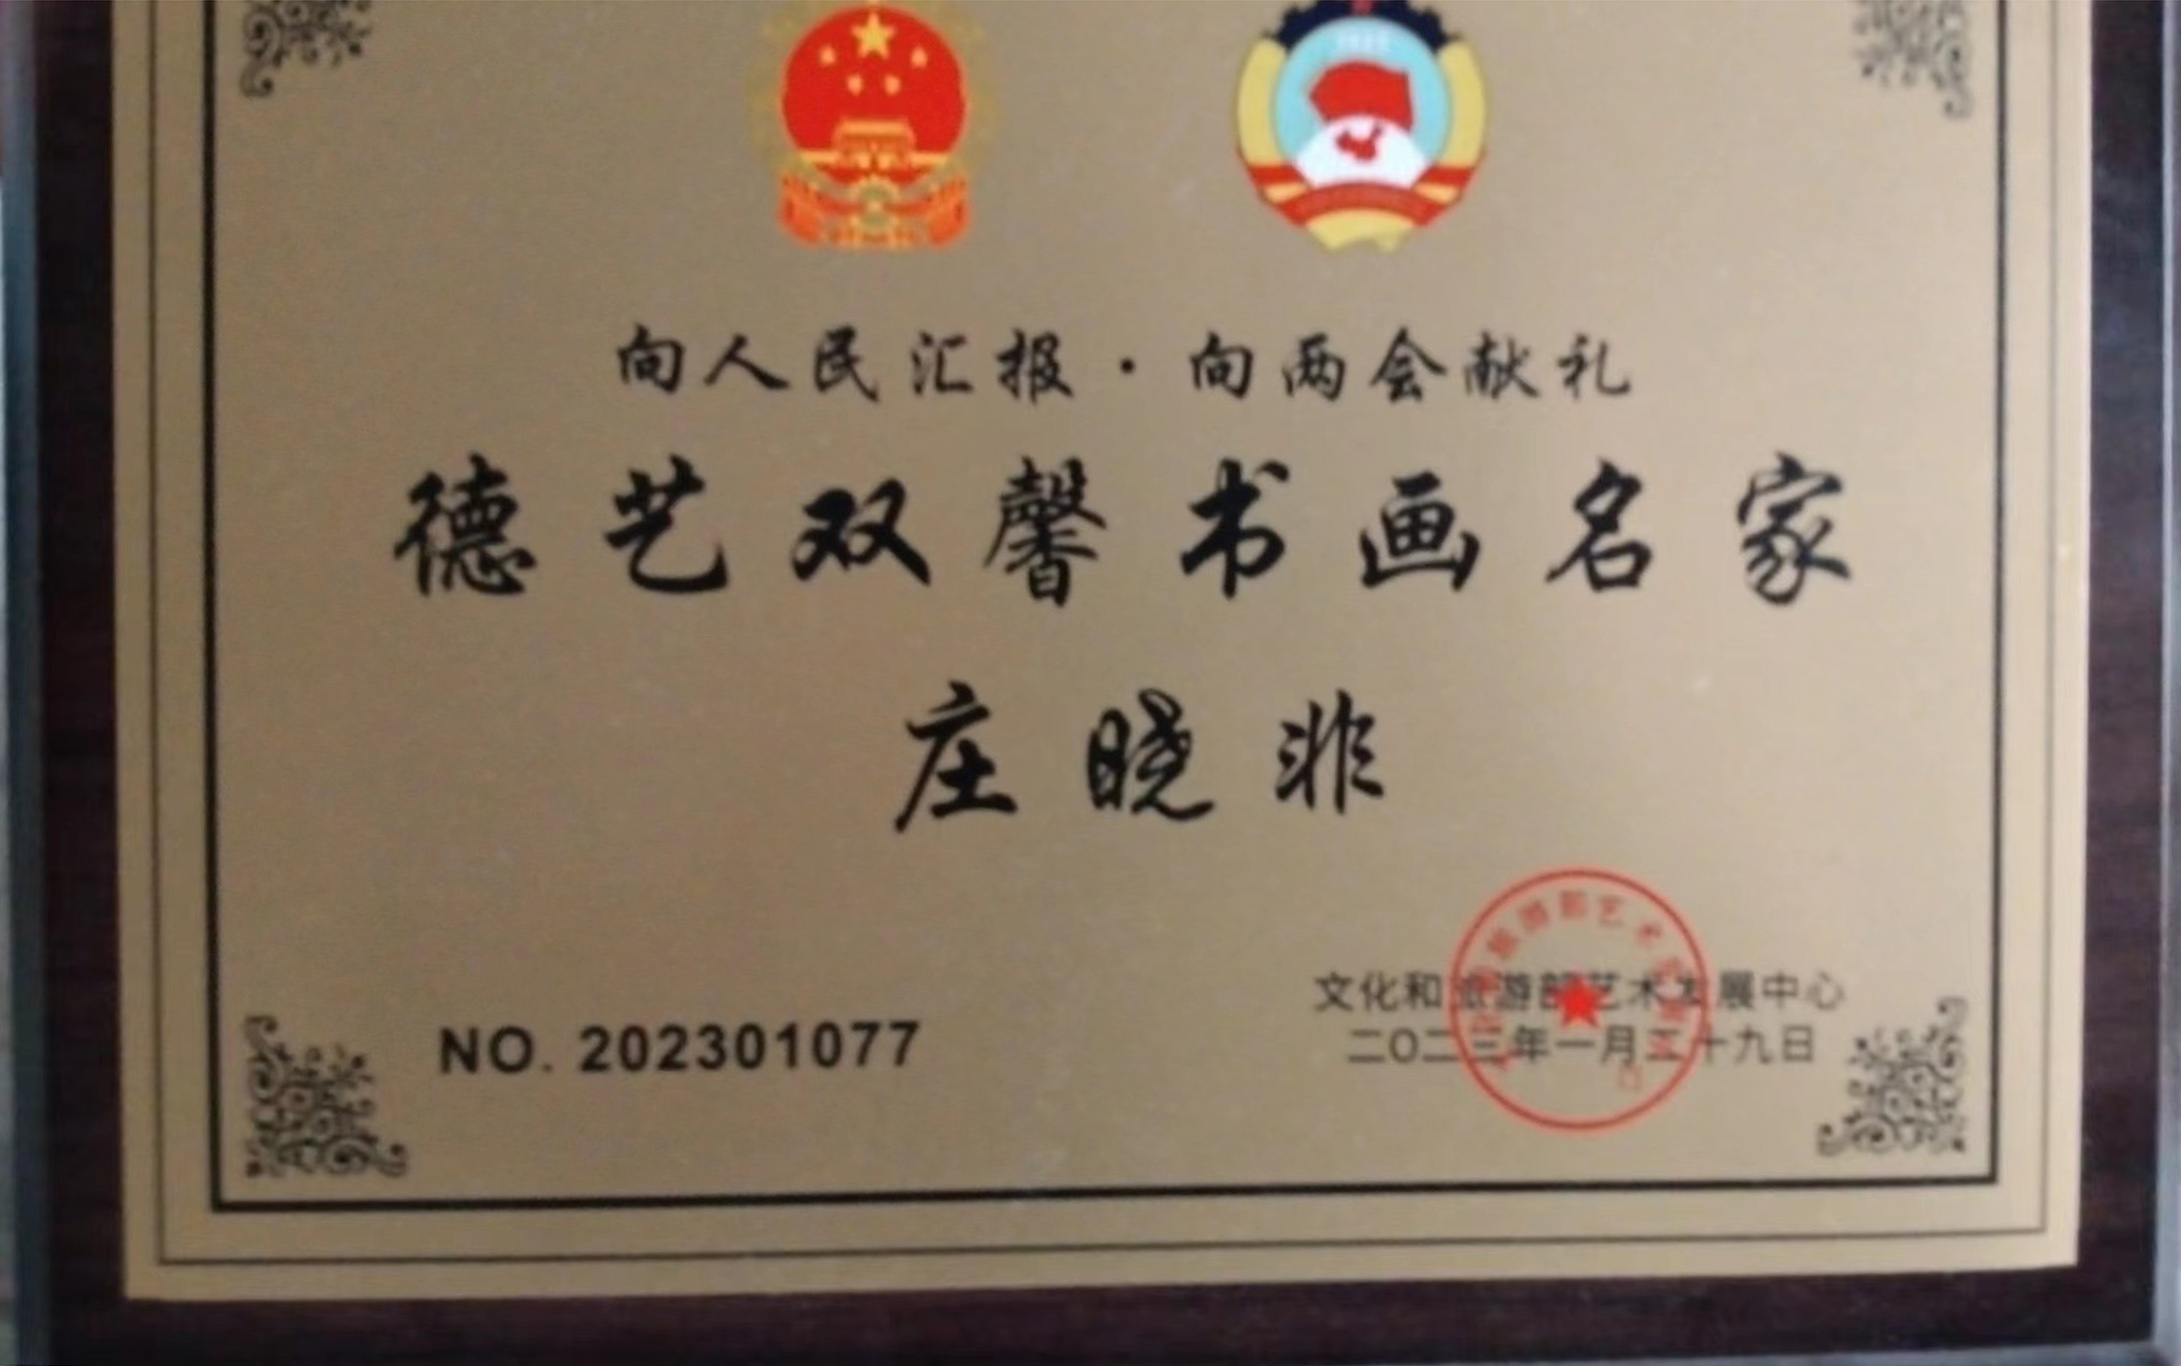 向人民汇报·向两会献礼
德艺双馨书画名家
庄晓非
NO. 202301077
文化和旅游部艺术发展中心
二〇二三年一月二十九日